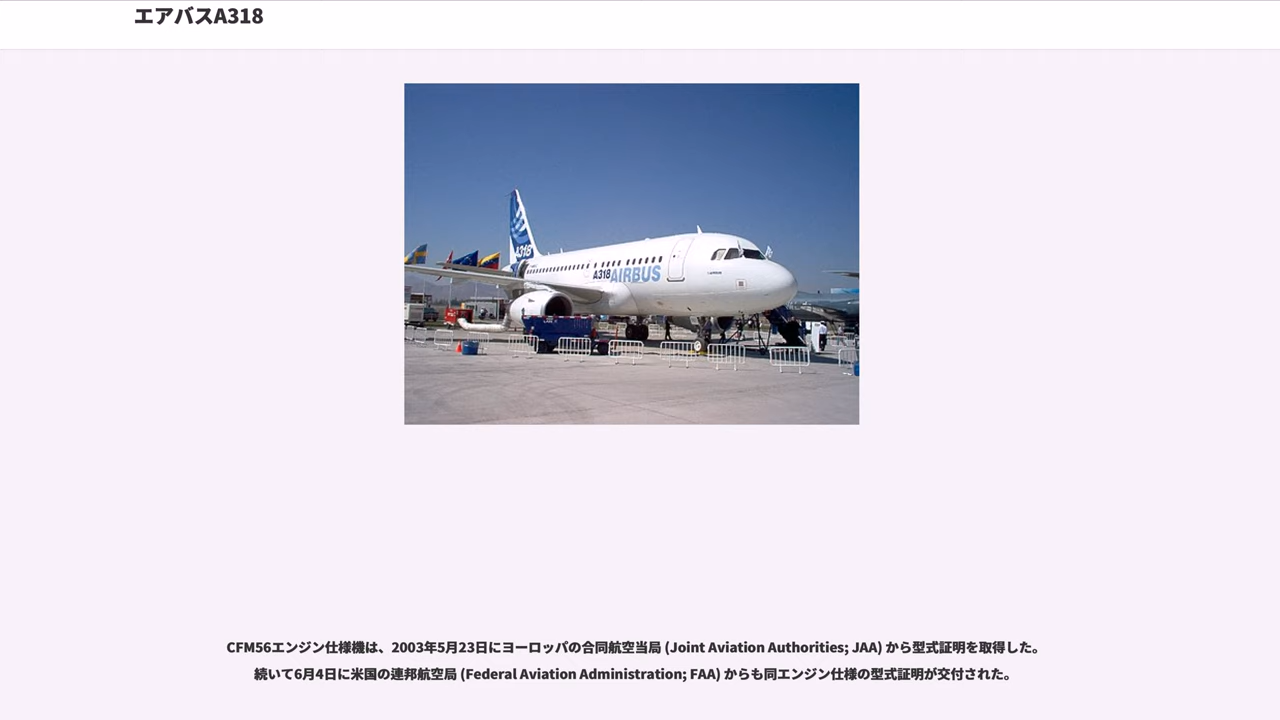 エアバスA318
A318
A318 AIRBUS
CFM56エンジン仕様機は、2003年5月23日にヨーロッパの合同航空当局 (Joint Aviation Authorities; JAA) から型式証明を取得した。
続いて6月4日に米国の連邦航空局 (Federal Aviation Administration; FAA) からも同エンジン仕様の型式証明が交付された。